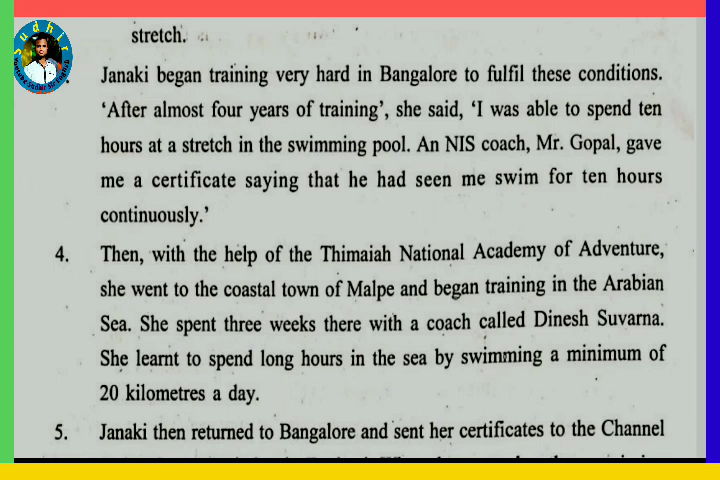 Sudhir
stretch.
Janaki began training very hard in Bangalore to fulfil these conditions.
‘After almost four years of training’, she said, ‘I was able to spend ten
hours at a stretch in the swimming pool. An NIS coach, Mr. Gopal, gave
me a certificate saying that he had seen me swim for ten hours
continuously.’
4. Then, with the help of the Thimaiah National Academy of Adventure,
she went to the coastal town of Malpe and began training in the Arabian
Sea. She spent three weeks there with a coach called Dinesh Suvarna.
She learnt to spend long hours in the sea by swimming a minimum of
20 kilometres a day.
5. Janaki then returned to Bangalore and sent her certificates to the Channel